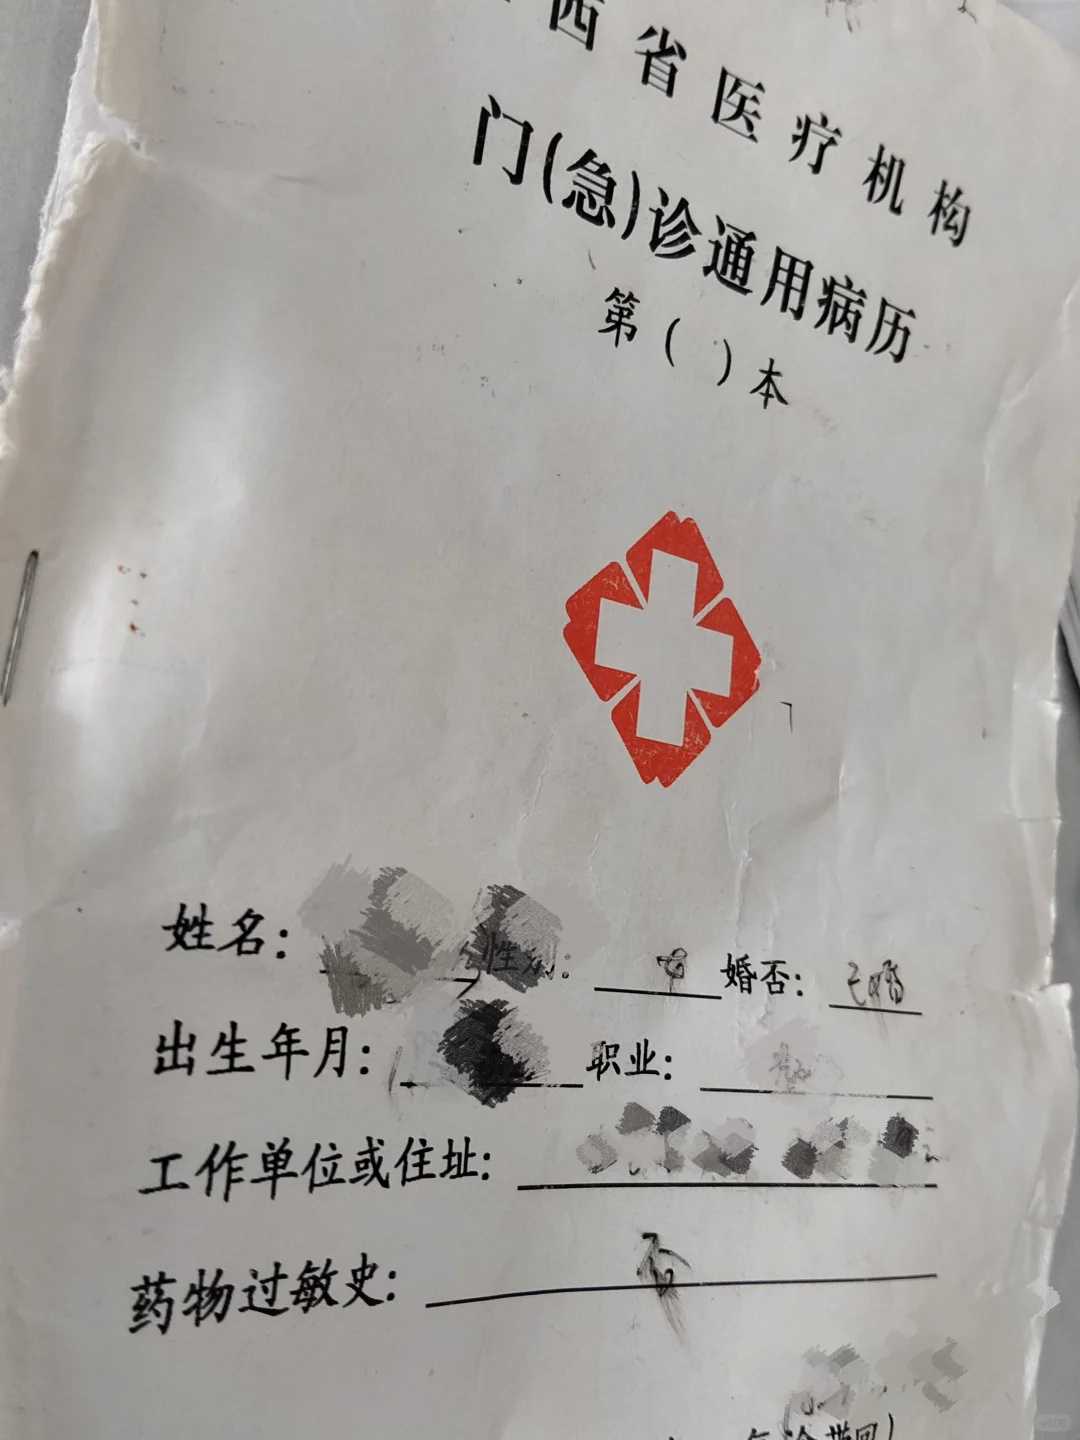 西省医疗机构
门(急)诊通用病历
第（ ）本
姓名： 性别： 婚否：已婚
出生年月： 职业：
工作单位或住址：
药物过敏史：否